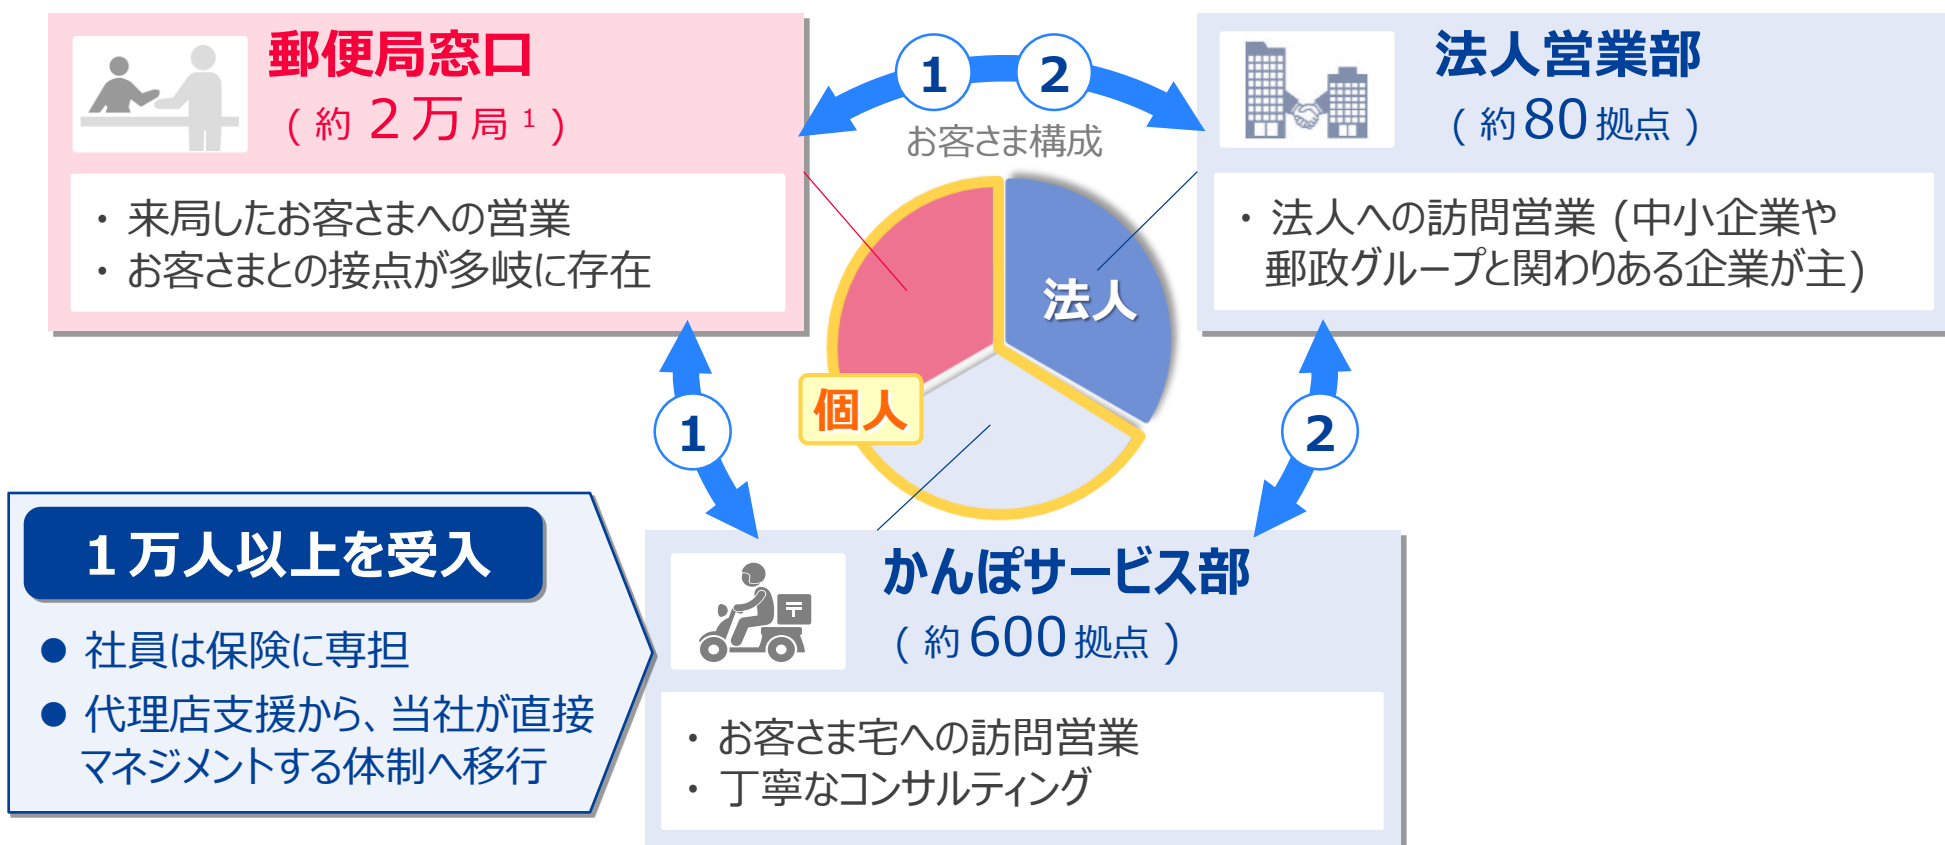 郵便局窓口
(約2万局1)
・来局したお客さまへの営業
・お客さまとの接点が多岐に存在
1
2
お客さま構成
法人
個人
法人営業部
(約80拠点)
・法人への訪問営業 (中小企業や
郵政グループと関わりある企業が主)
1
2
1万人以上を受入
● 社員は保険に専担
● 代理店支援から、当社が直接
マネジメントする体制へ移行
かんぽサービス部
(約600拠点)
・お客さま宅への訪問営業
・丁寧なコンサルティング